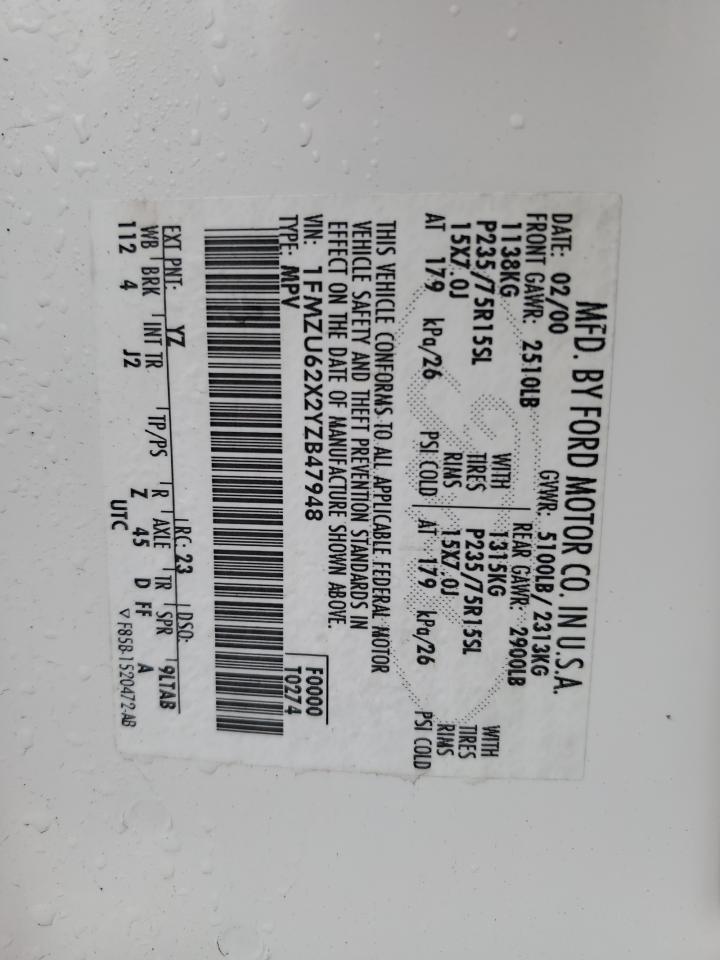 MFD. BY FORD MOTOR CO. IN U.S.A.
DATE: 02/00 GVWR: 5100LB/2313KG
FRONT GAWR: 2510LB REAR GAWR: 2900LB
1138KG WITH 1315KG WITH
P235/75R15SL TIRES P235/75R15SL TIRES
15X7.0J RIMS 15X7.0J RIMS
AT 179 kPa/26 PSI COLD AT 179 kPa/26 PSI COLD
THIS VEHICLE CONFORMS TO ALL APPLICABLE FEDERAL MOTOR
VEHICLE SAFETY AND THEFT PREVENTION STANDARDS IN
EFFECT ON THE DATE OF MANUFACTURE SHOWN ABOVE.
VIN: 1FMZU62X2YZB47948 F0000
TYPE: MPV T0274
EXT PNT: YZ RC: 23 DSO: 9LTAB
WB BRK INT TR TP/PS R AXLE TR SPR
112 4 J2 Z 45 D FF A
UTC ▽ F85B-1520472-AB